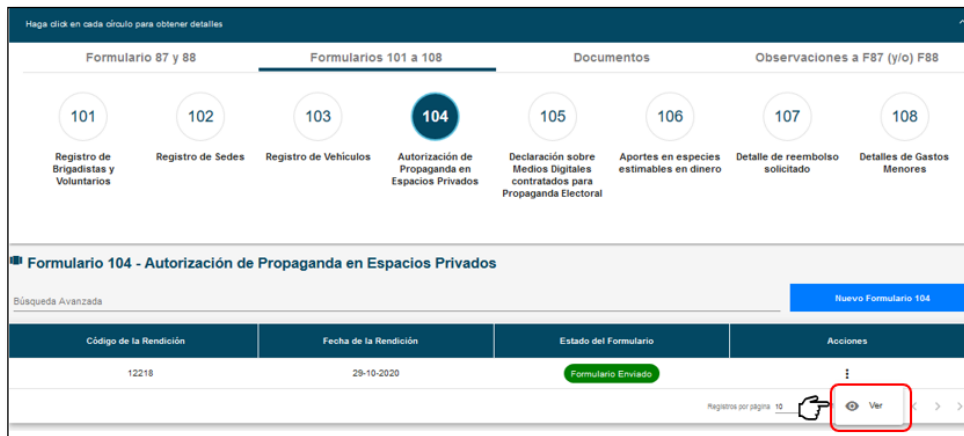 Haga click en cada círculo para obtener detalles
Formulario 87 y 88
Formularios 101 a 108
Documentos
Observaciones a F87 (y/o) F88
101
102
103
104
105
106
107
108
Registro de
Brigadistas y
Voluntarios
Registro de Sedes
Registro de Vehículos
Autorización de
Propaganda en
Espacios Privados
Declaración sobre
Medios Digitales
contratados para
Propaganda Electoral
Aportes en especies
estimables en dinero
Detalle de reembolso
solicitado
Detalles de Gastos
Menores
Formulario 104 - Autorización de Propaganda en Espacios Privados
Búsqueda Avanzada
Nuevo Formulario 104
Código de la Rendición
Fecha de la Rendición
Estado del Formulario
Acciones
12218
29-10-2020
Formulario Enviado
Registros por página 10
Ver